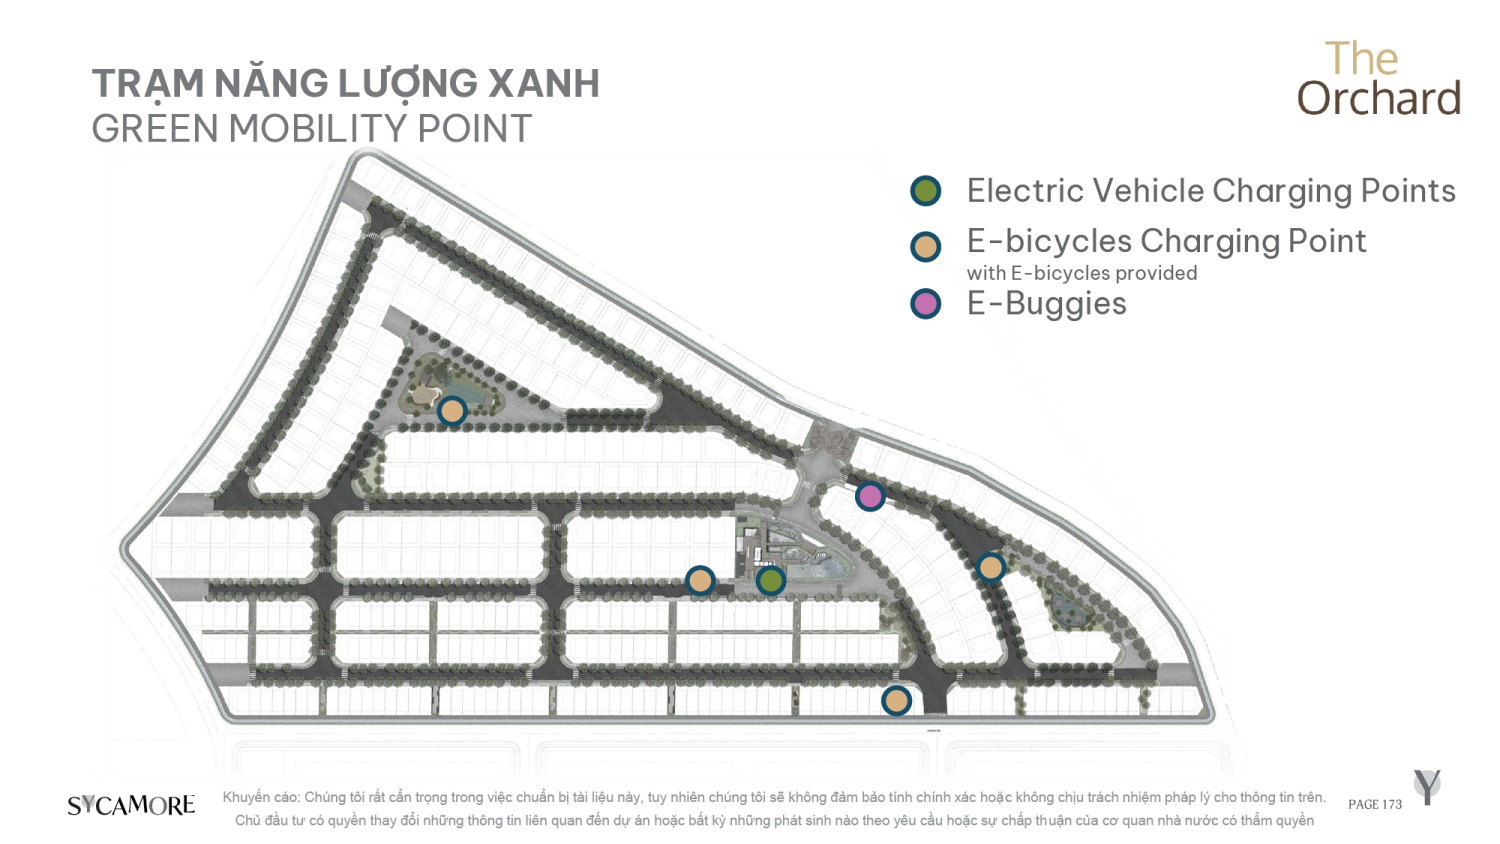 TRẠM NĂNG LƯỢNG XANH
GREEN MOBILITY POINT
The
Orchard
Electric Vehicle Charging Points
E-bicycles Charging Point
with E-bicycles provided
E-Buggies
SYCAMORE
Khuyến cáo: Chúng tôi rất cẩn trọng trong việc chuẩn bị tài liệu này, tuy nhiên chúng tôi sẽ không đảm bảo tính chính xác hoặc không chịu trách nhiệm pháp lý cho thông tin trên.
Chủ đầu tư có quyền thay đổi những thông tin liên quan đến dự án hoặc bất kỳ những phát sinh nào theo yêu cầu hoặc sự chấp thuận của cơ quan nhà nước có thẩm quyền
PAGE 173
Y